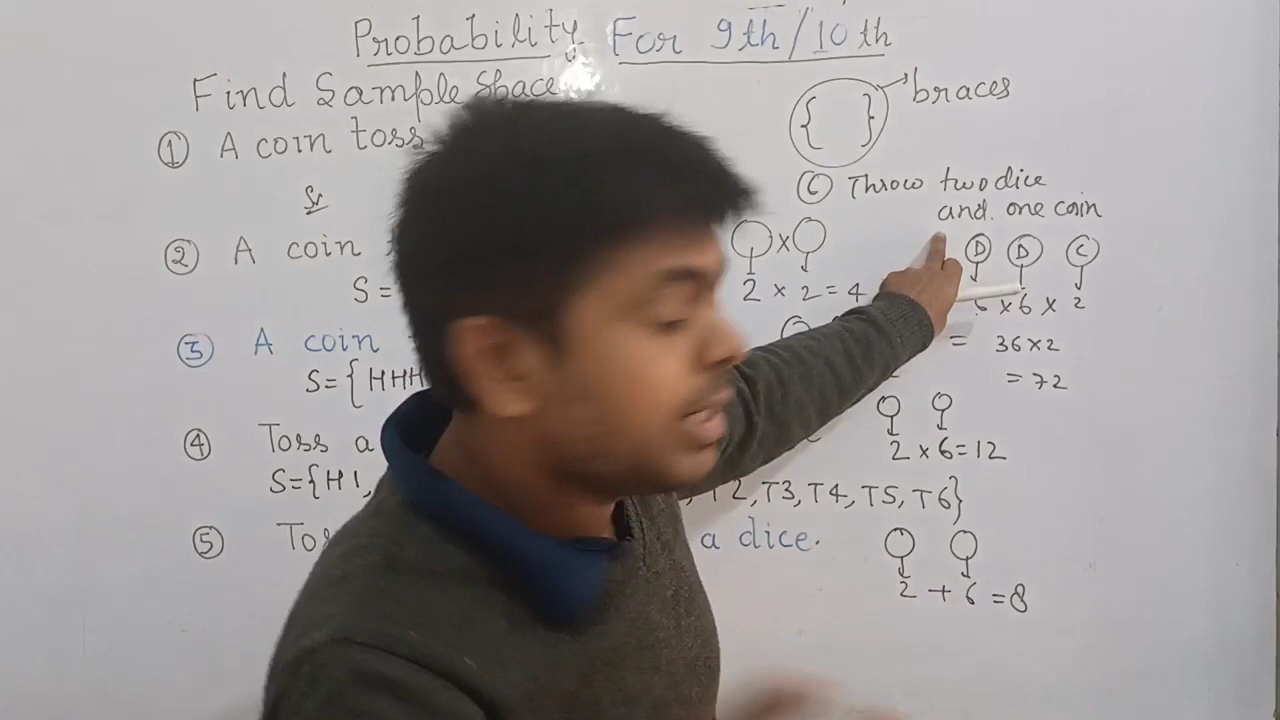 Probability For 9th/10th
Find Sample Space
{ } braces
① A coin toss
⑥ Throw two dice
and one coin
Sr
② A coin
S=
2 × 2 = 4
D D C
6 × 6 × 2
= 36×2
= 72
③ A coin
S={HHH
④ Toss a
2 × 6=12
S={H1, T2,T3,T4,T5,T6}
⑤ a dice.
2 + 6 =8